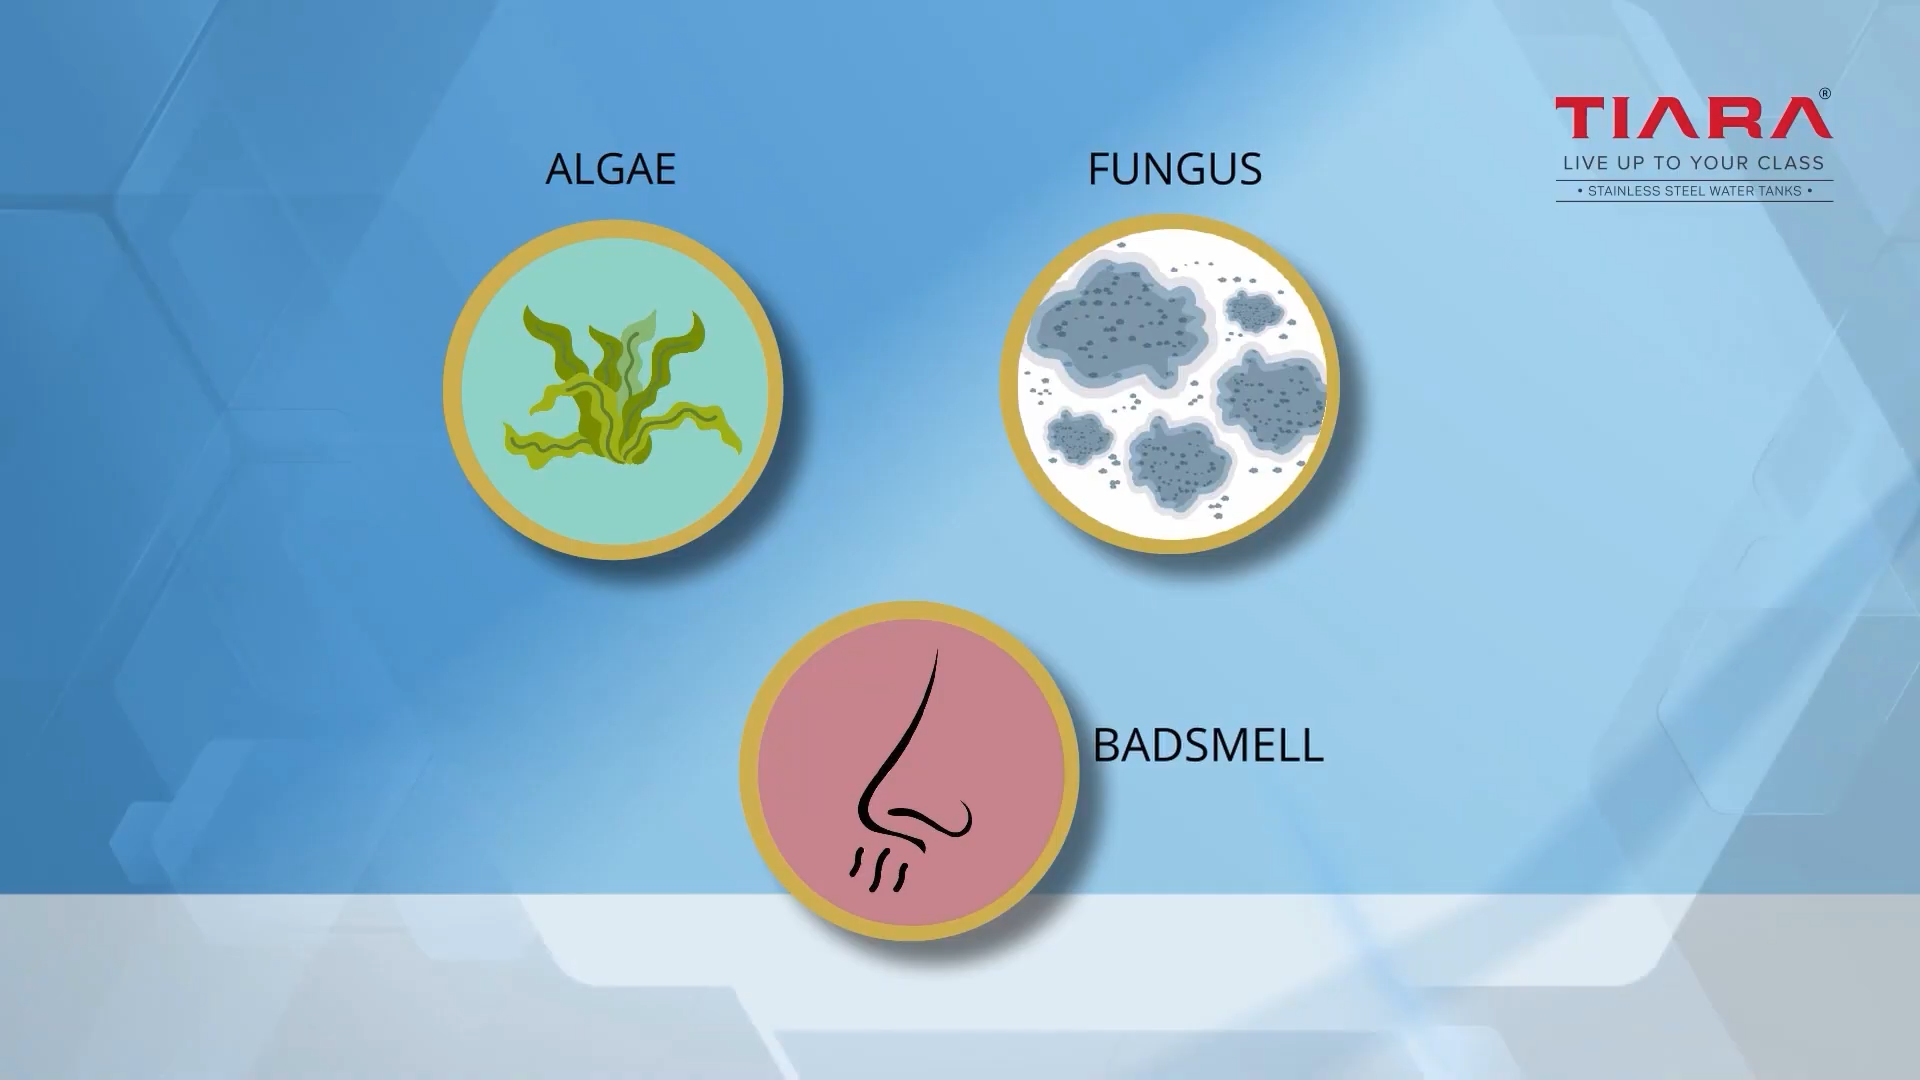 ALGAE
FUNGUS
TIARA®
LIVE UP TO YOUR CLASS
• STAINLESS STEEL WATER TANKS •
BADSMELL